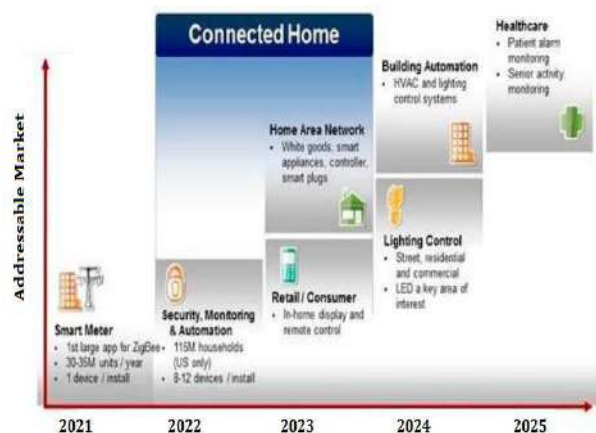 Connected Home
Healthcare
• Patient alarm
monitoring
• Senior activity
monitoring
Building Automation
• HVAC and lighting
control systems
Home Area Network
• White goods, smart
appliances, controller,
smart plugs
Lighting Control
• Street, residential
and commercial
• LED a key area of
interest
Retail / Consumer
• In-home display and
remote control
Security, Monitoring
& Automation
• 115M households
(US only)
• 8-12 devices / install
Smart Meter
• 1st large app for ZigBee
• 30-35M units / year
• 1 device / install
Addressable Market
2021
2022
2023
2024
2025